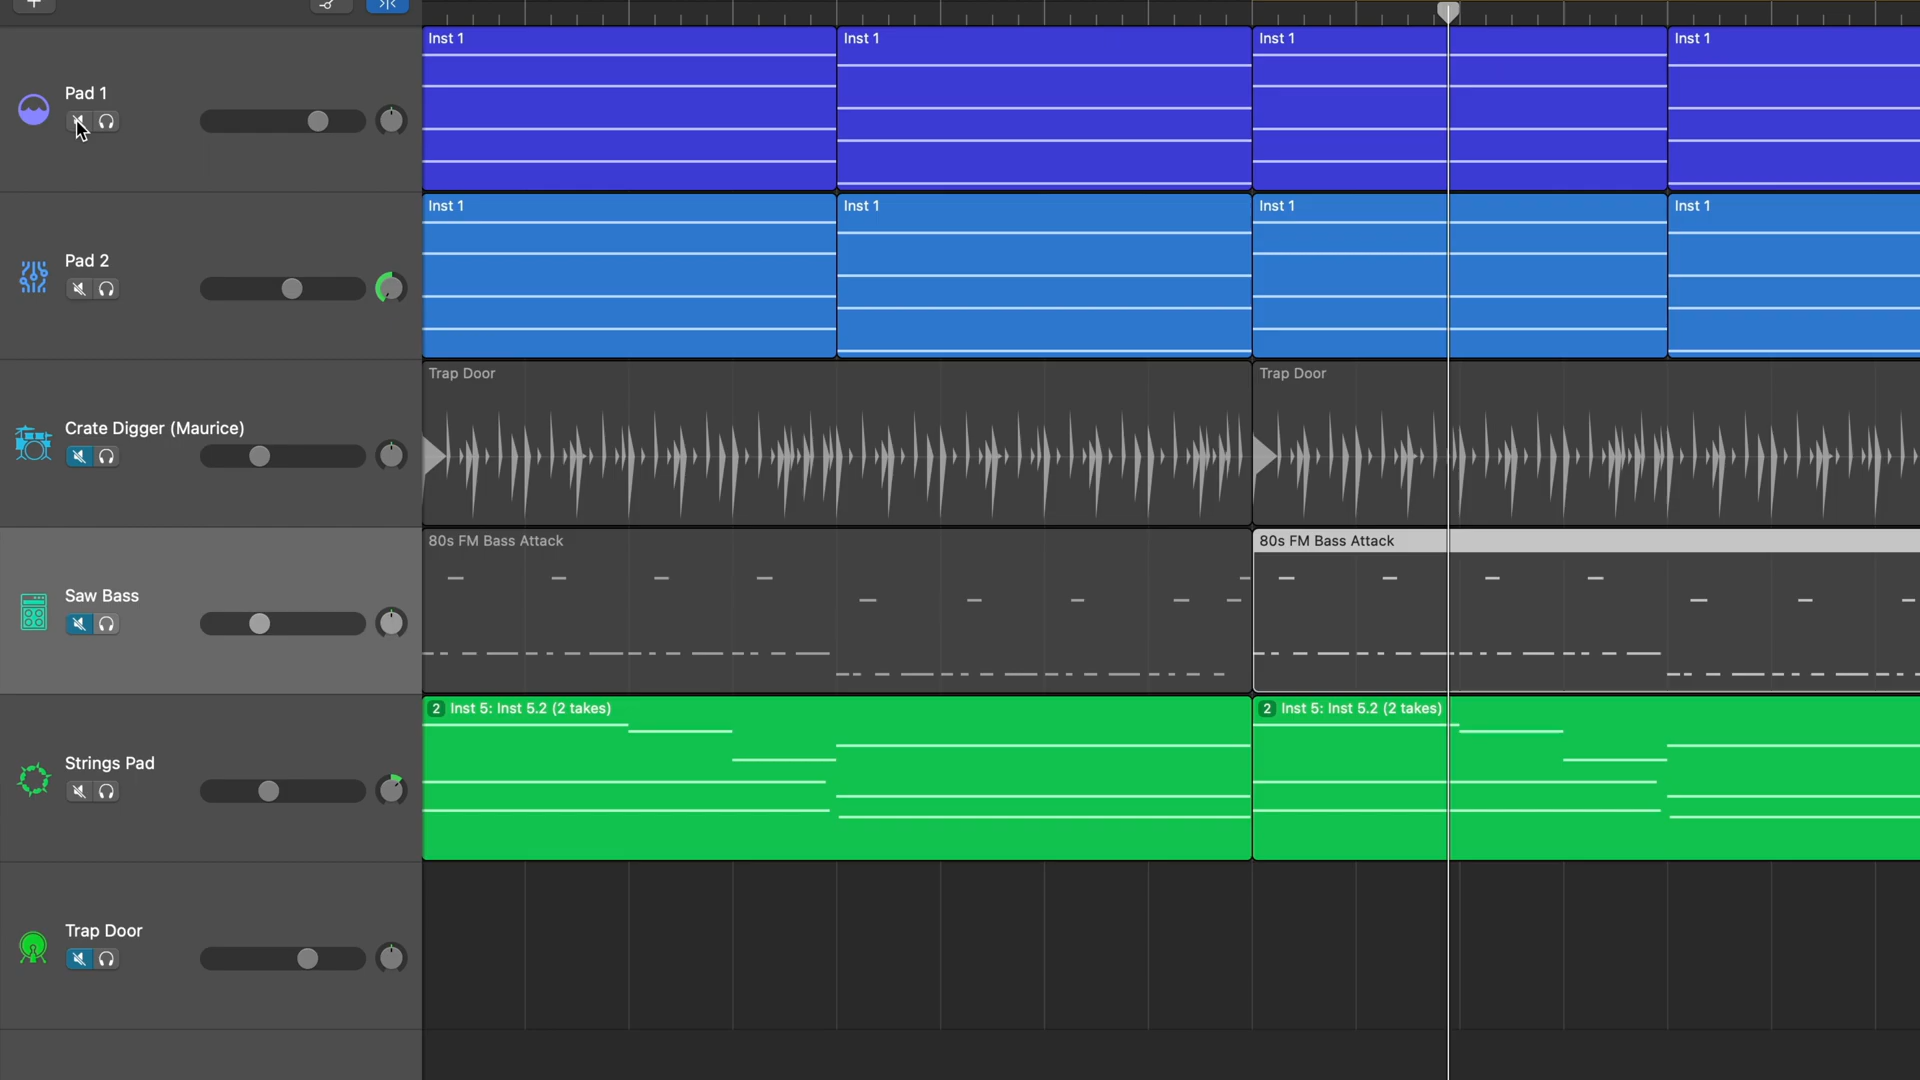 Pad 1
Inst 1
Inst 1
Inst 1
Inst 1
Pad 2
Inst 1
Inst 1
Inst 1
Inst 1
Crate Digger (Maurice)
Trap Door
Trap Door
Saw Bass
80s FM Bass Attack
80s FM Bass Attack
Strings Pad
2 Inst 5: Inst 5.2 (2 takes)
2 Inst 5: Inst 5.2 (2 takes)
Trap Door